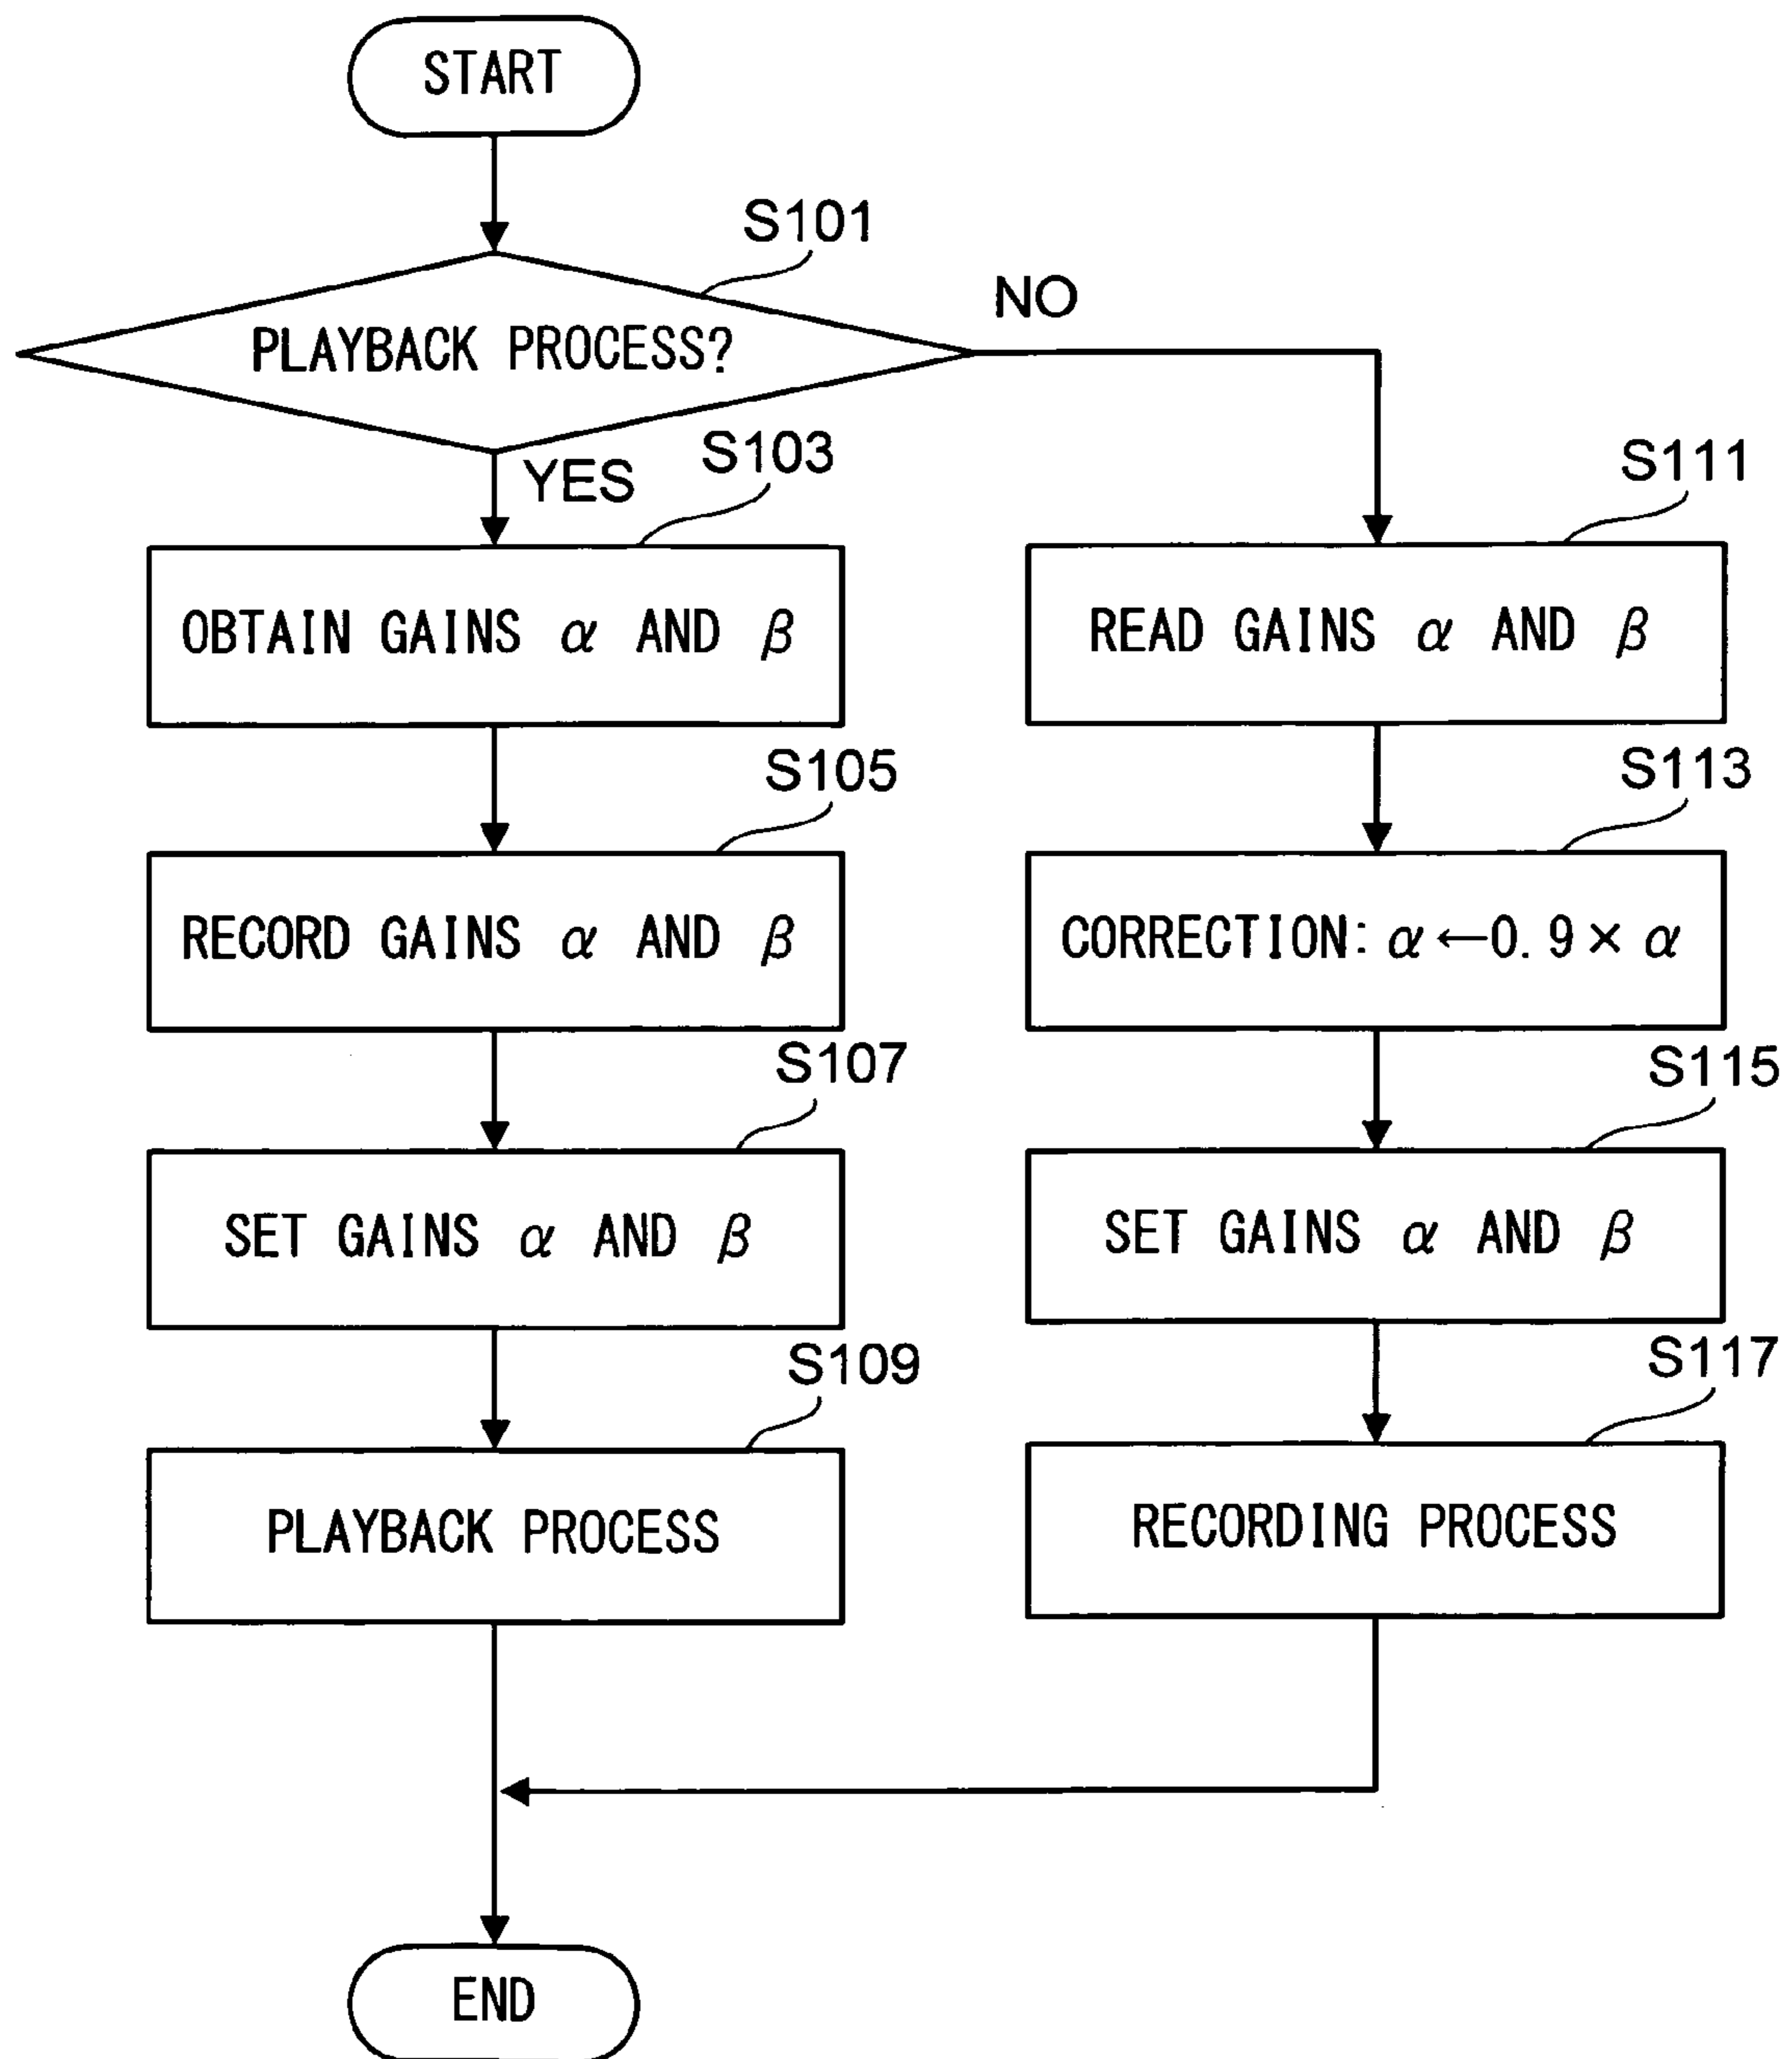 START
S101
PLAYBACK PROCESS?
NO
YES
S103
OBTAIN GAINS α AND β
S105
RECORD GAINS α AND β
S107
SET GAINS α AND β
S109
PLAYBACK PROCESS
S111
READ GAINS α AND β
S113
CORRECTION: α←0.9×α
S115
SET GAINS α AND β
S117
RECORDING PROCESS
END